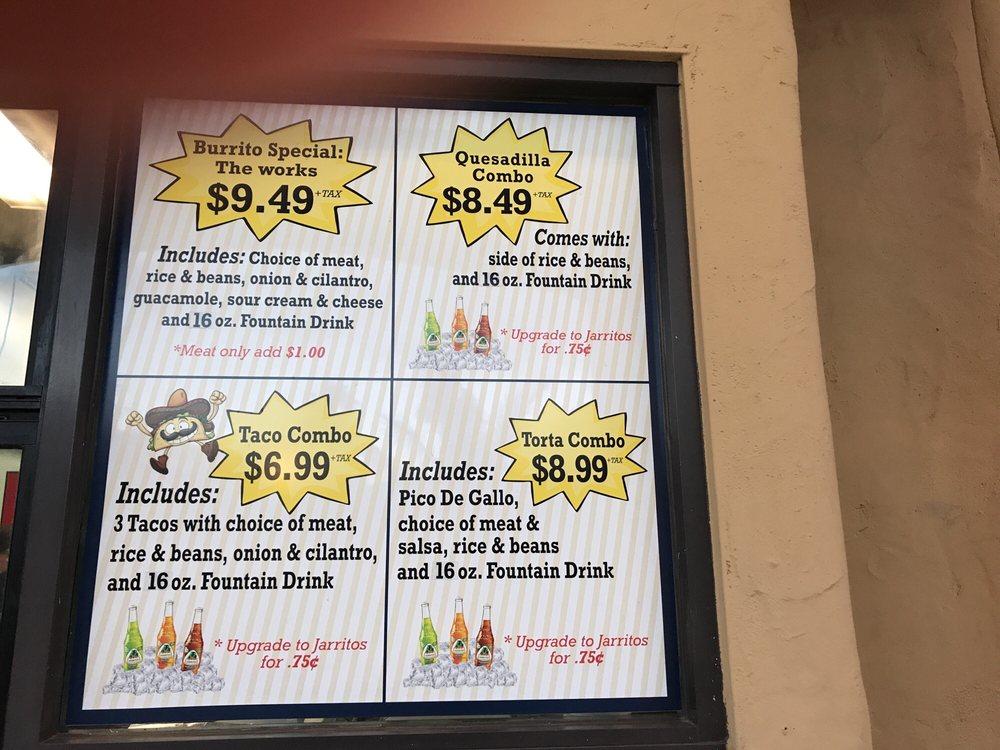 Burrito Special:
The works
$9.49 +TAX
Includes: Choice of meat,
rice & beans, onion & cilantro,
guacamole, sour cream & cheese
and 16 oz. Fountain Drink
*Meat only add $1.00
Quesadilla
Combo
$8.49 +TAX
Comes with:
side of rice & beans,
and 16 oz. Fountain Drink
* Upgrade to Jarritos
for .75¢
Taco Combo
$6.99 +TAX
Includes:
3 Tacos with choice of meat,
rice & beans, onion & cilantro,
and 16 oz. Fountain Drink
* Upgrade to Jarritos
for .75¢
Torta Combo
$8.99 +TAX
Includes:
Pico De Gallo,
choice of meat &
salsa, rice & beans
and 16 oz. Fountain Drink
* Upgrade to Jarritos
for .75¢